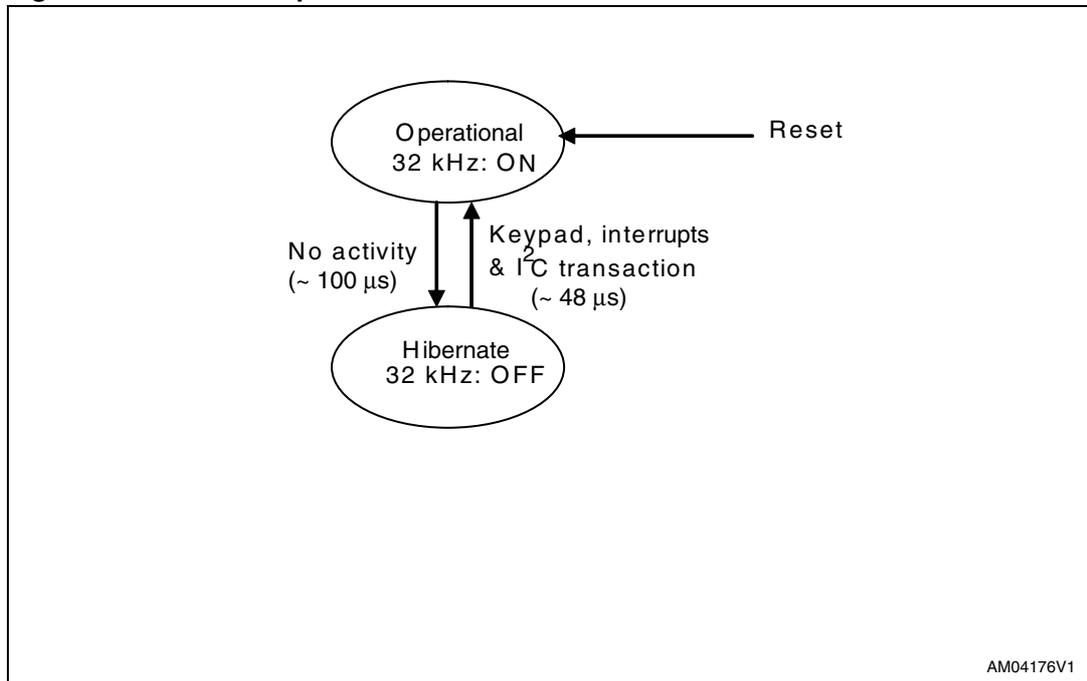 Operational
32 kHz: ON
Reset
No activity
(~ 100 μs)
Keypad, interrupts
& I²C transaction
(~ 48 μs)
Hibernate
32 kHz: OFF
AM04176V1